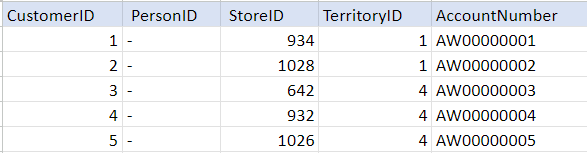 CustomerID PersonID StoreID TerritoryID AccountNumber
1 - 934 1 AW00000001
2 - 1028 1 AW00000002
3 - 642 4 AW00000003
4 - 932 4 AW00000004
5 - 1026 4 AW00000005